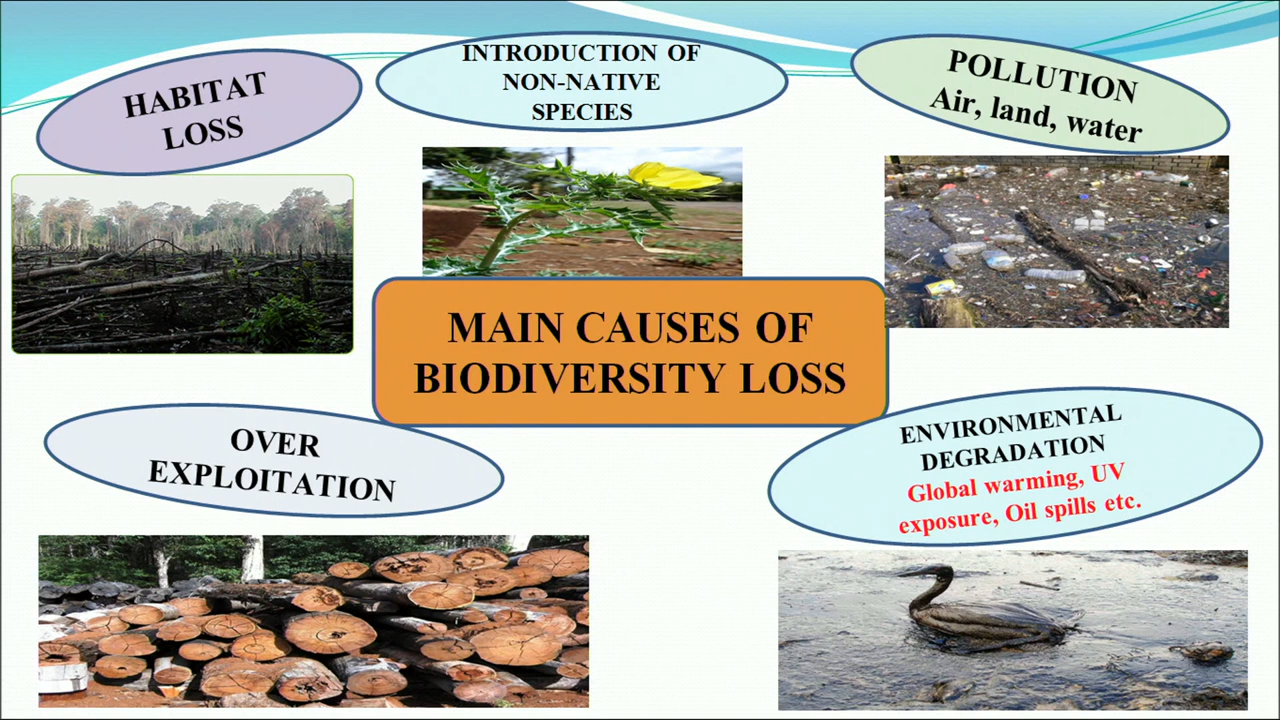 HABITAT
LOSS
INTRODUCTION OF
NON-NATIVE
SPECIES
POLLUTION
Air, land, water
MAIN CAUSES OF
BIODIVERSITY LOSS
OVER
EXPLOITATION
ENVIRONMENTAL
DEGRADATION
Global warming, UV
exposure, Oil spills etc.